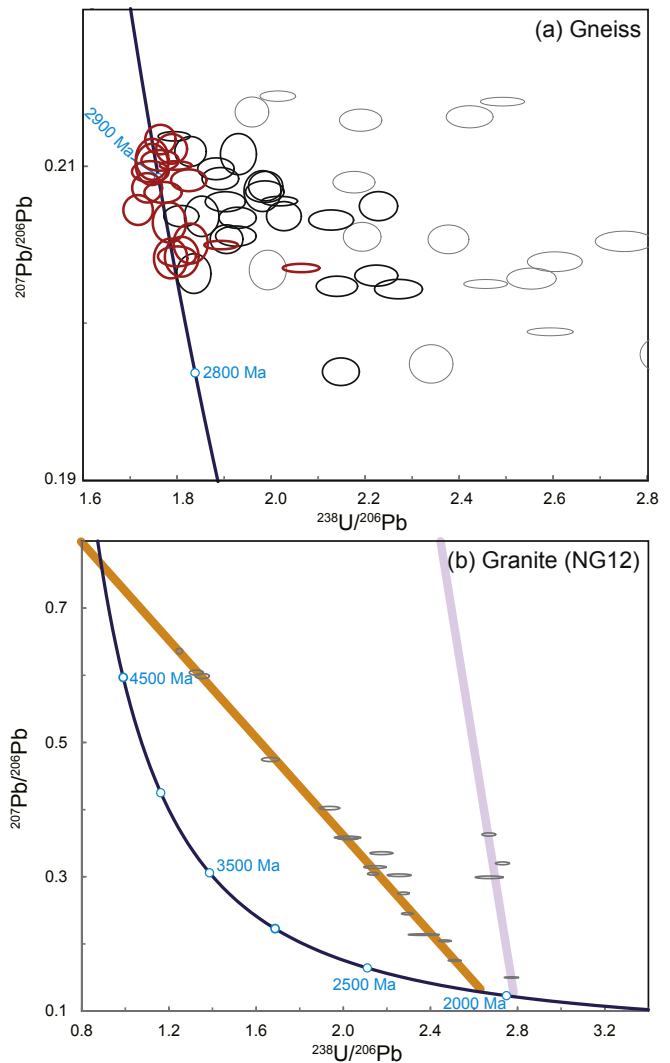 (a) Gneiss
2900 Ma
0.21
²⁰⁷Pb/²⁰⁶Pb
2800 Ma
0.19
1.6 1.8 2.0 2.2 2.4 2.6 2.8
²³⁸U/²⁰⁶Pb
(b) Granite (NG12)
0.7
4500 Ma
0.5
²⁰⁷Pb/²⁰⁶Pb
3500 Ma
0.3
2500 Ma
2000 Ma
0.1
0.8 1.2 1.6 2.0 2.4 2.8 3.2
²³⁸U/²⁰⁶Pb